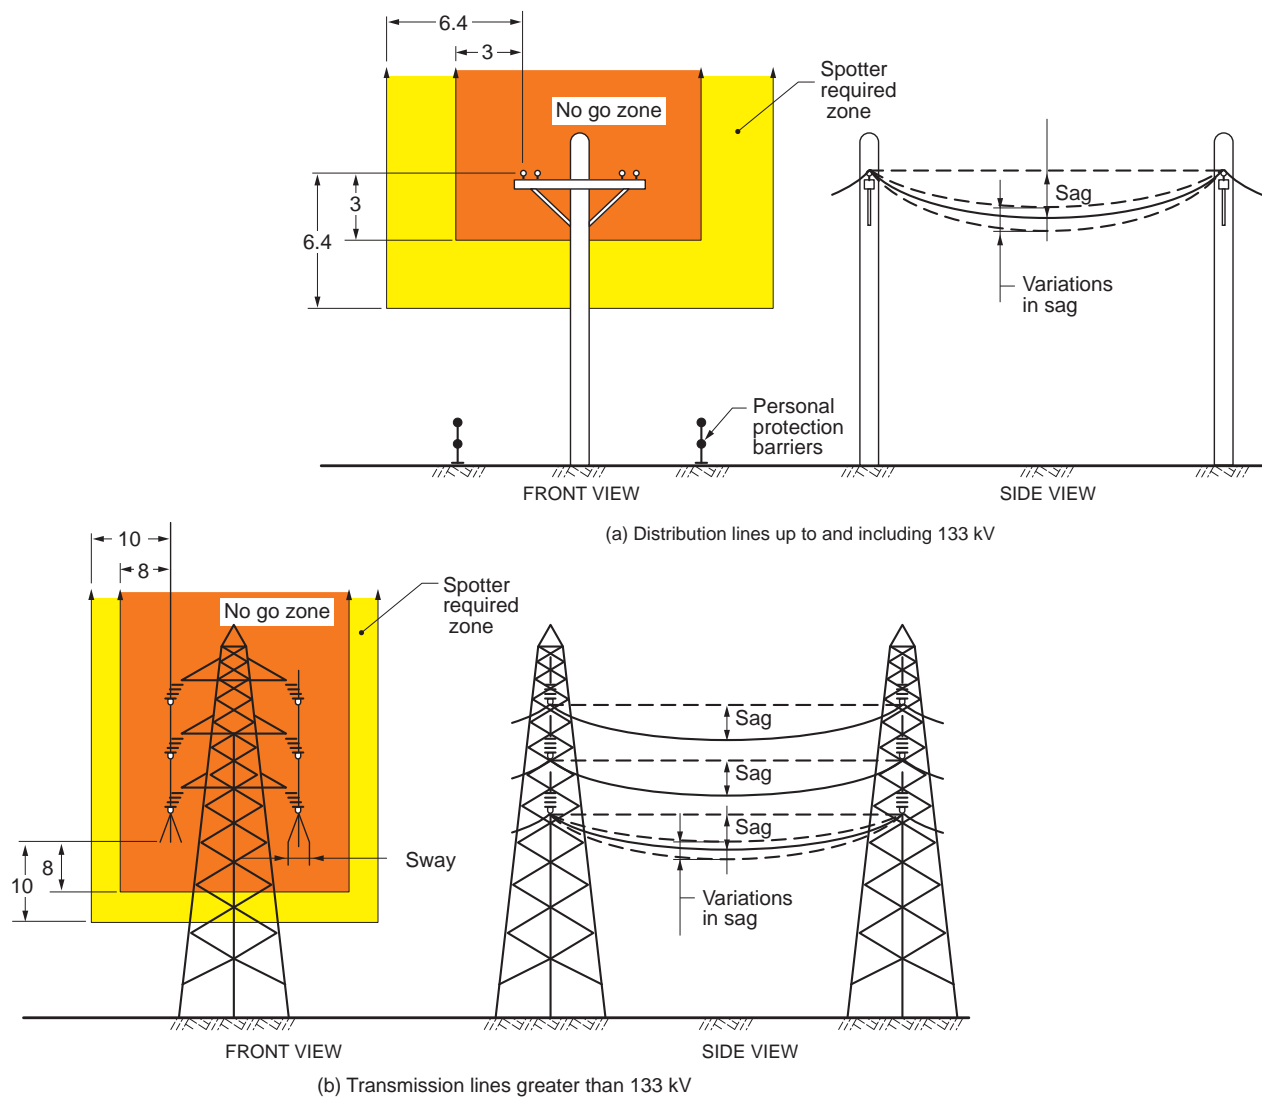 6.4
3
No go zone
Spotter
required
zone
3
6.4
Sag
Variations
in sag
Personal
protection
barriers
FRONT VIEW
SIDE VIEW
(a) Distribution lines up to and including 133 kV
10
8
No go zone
Spotter
required
zone
8
10
Sway
Sag
Sag
Sag
Variations
in sag
FRONT VIEW
SIDE VIEW
(b) Transmission lines greater than 133 kV